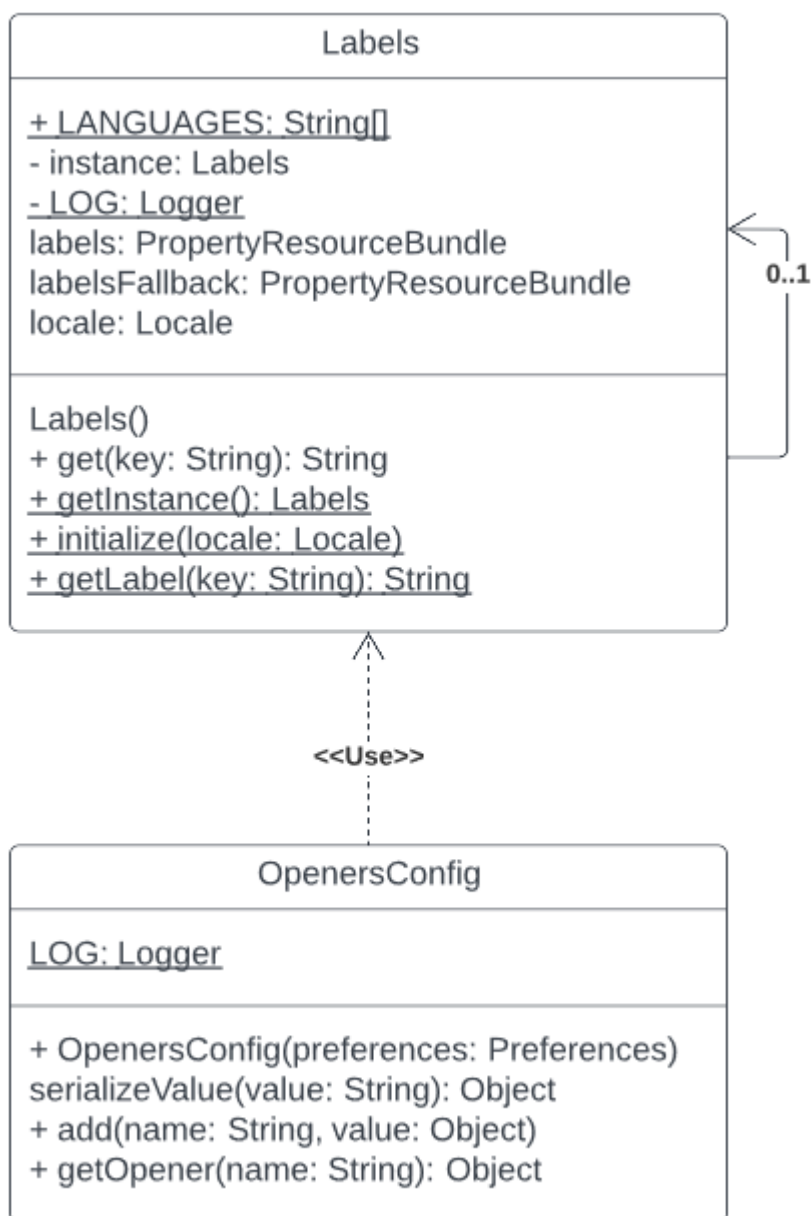 Labels
+ LANGUAGES: String[]
- instance: Labels
- LOG: Logger
labels: PropertyResourceBundle
labelsFallback: PropertyResourceBundle
locale: Locale
0..1
Labels()
+ get(key: String): String
+ getInstance(): Labels
+ initialize(locale: Locale)
+ getLabel(key: String): String
<<Use>>
OpenersConfig
LOG: Logger
+ OpenersConfig(preferences: Preferences)
serializeValue(value: String): Object
+ add(name: String, value: Object)
+ getOpener(name: String): Object